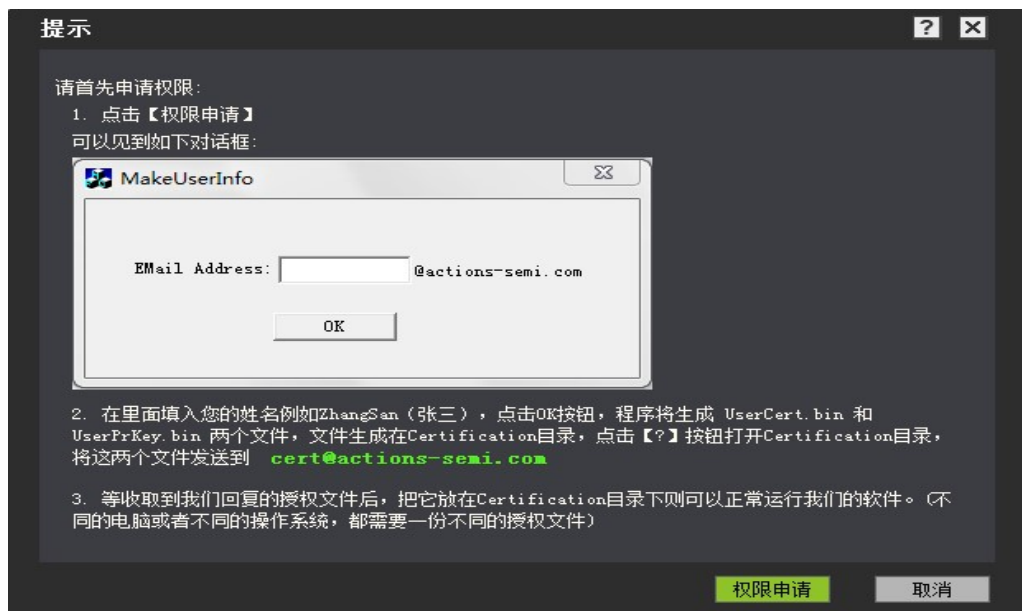 提示
请首先申请权限:
1. 点击【权限申请】
可以见到如下对话框:
MakeUserInfo
EMail Address:
@actions-semi.com
OK
2. 在里面填入您的姓名例如ZhangSan（张三），点击OK按钮，程序将生成 UserCert.bin 和
UserPrKey.bin 两个文件，文件生成在Certification目录，点击【?】按钮打开Certification目录，
将这两个文件发送到 cert@actions-semi.com
3. 等收取到我们回复的授权文件后，把它放在Certification目录下则可以正常运行我们的软件。（不
同的电脑或者不同的操作系统，都需要一份不同的授权文件）
权限申请
取消